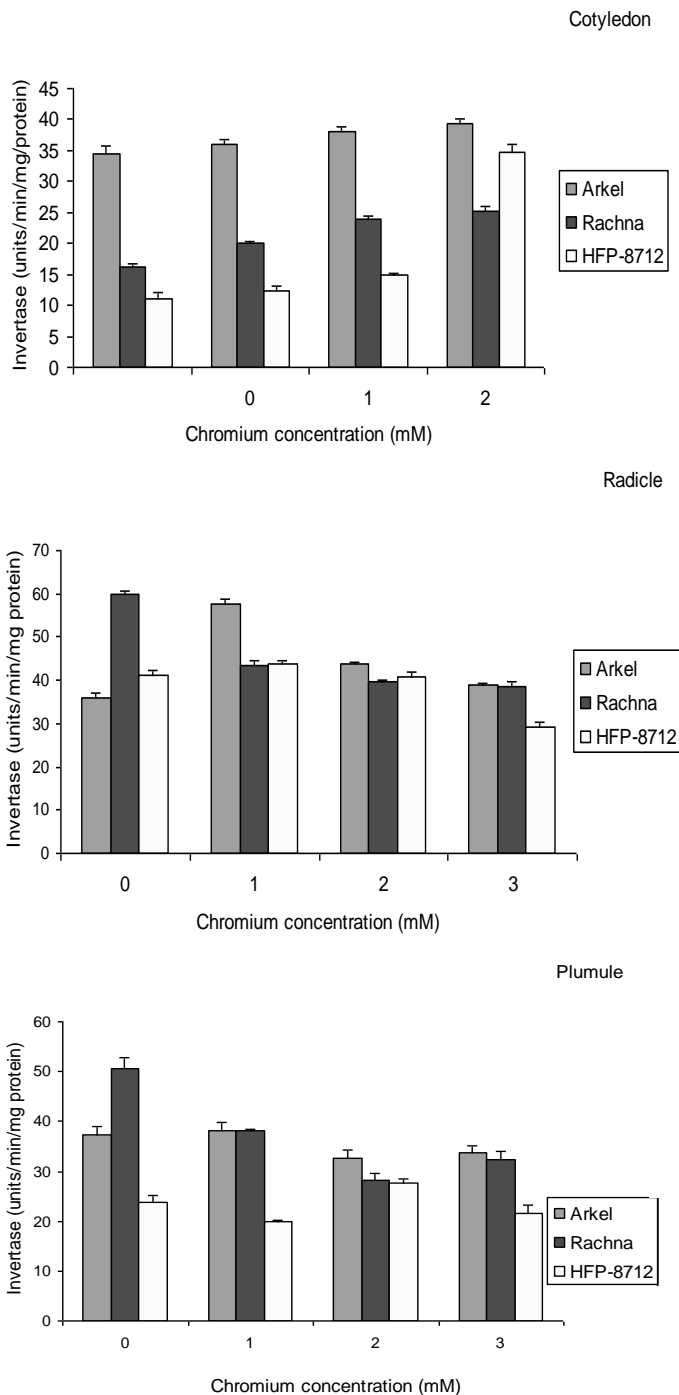 Cotyledon
Invertase (units/min/mg/protein)
45
40
35
30
25
20
15
10
5
0
0 1 2
Chromium concentration (mM)
Arkel
Rachna
HFP-8712
Radicle
Invertase (units/min/mg protein)
70
60
50
40
30
20
10
0
0 1 2 3
Chromium concentration (mM)
Arkel
Rachna
HFP-8712
Plumule
Invertase (units/min/mg protein)
60
50
40
30
20
10
0
0 1 2 3
Chromium concentration (mM)
Arkel
Rachna
HFP-8712